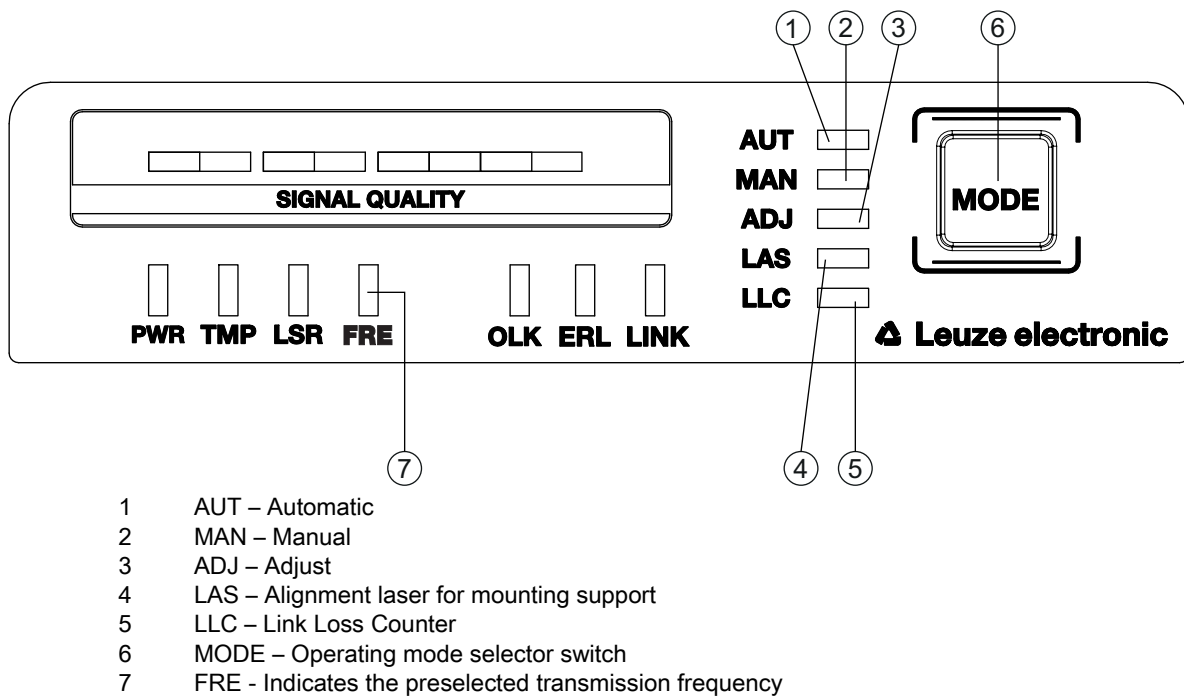 1 2 3 6
AUT
MAN
ADJ
LAS
LLC
MODE
SIGNAL QUALITY
PWR TMP LSR FRE OLK ERL LINK
Leuze electronic
7 4 5
1 AUT – Automatic
2 MAN – Manual
3 ADJ – Adjust
4 LAS – Alignment laser for mounting support
5 LLC – Link Loss Counter
6 MODE – Operating mode selector switch
7 FRE - Indicates the preselected transmission frequency